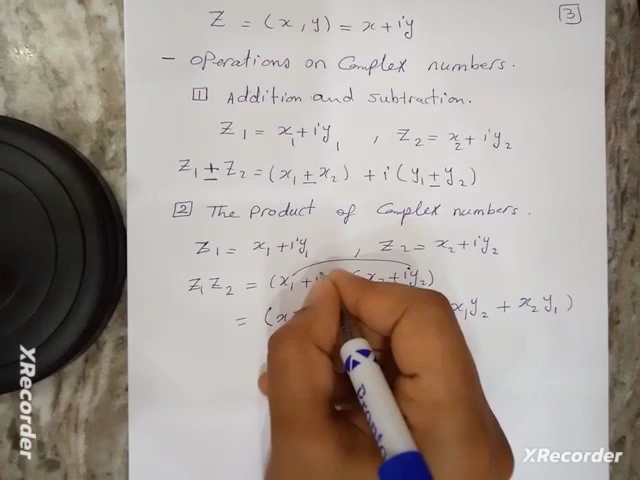 Z = (x, y) = x + iy
3
- Operations on Complex numbers.
1 Addition and subtraction.
Z₁ = x₁ + iy₁ , Z₂ = x₂ + iy₂
Z₁ ± Z₂ = (x₁ ± x₂) + i (y₁ ± y₂)
2 The product of Complex numbers.
Z₁ = x₁ + iy₁ , Z₂ = x₂ + iy₂
Z₁ Z₂ = (x₁ + i (x₂ + iy₂)
= (x x₁y₂ + x₂y₁)
XRecorder
XRecorder